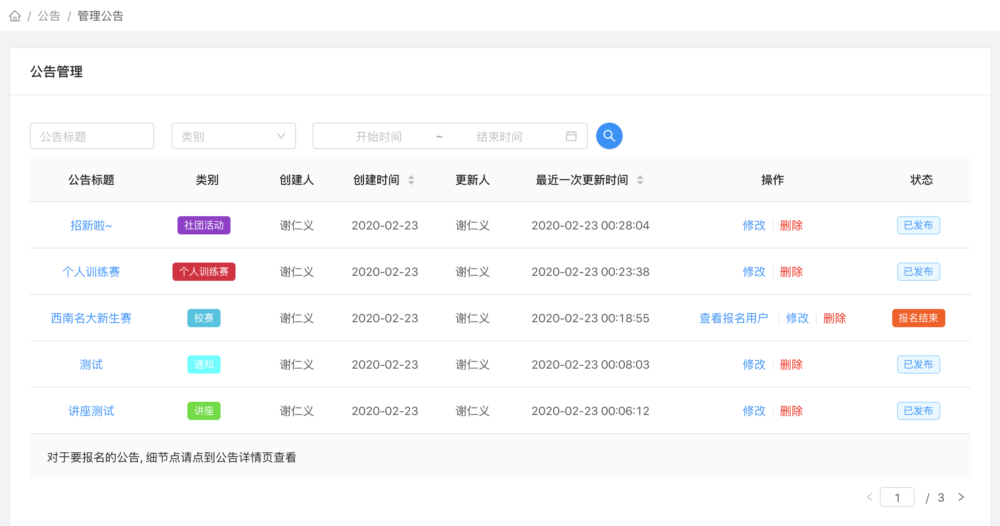 / 公告 / 管理公告
公告管理
公告标题 类别 开始时间 ~ 结束时间
公告标题 类别 创建人 创建时间 更新人 最近一次更新时间 操作 状态
招新啦~ 社团活动 谢仁义 2020-02-23 谢仁义 2020-02-23 00:28:04 修改 删除 已发布
个人训练赛 个人训练赛 谢仁义 2020-02-23 谢仁义 2020-02-23 00:23:38 修改 删除 已发布
西南名大新生赛 校赛 谢仁义 2020-02-23 谢仁义 2020-02-23 00:18:55 查看报名用户 修改 删除 报名结束
测试 通知 谢仁义 2020-02-23 谢仁义 2020-02-23 00:08:03 修改 删除 已发布
讲座测试 讲座 谢仁义 2020-02-23 谢仁义 2020-02-23 00:06:12 修改 删除 已发布
对于要报名的公告, 细节点请点到公告详情页查看
1 / 3